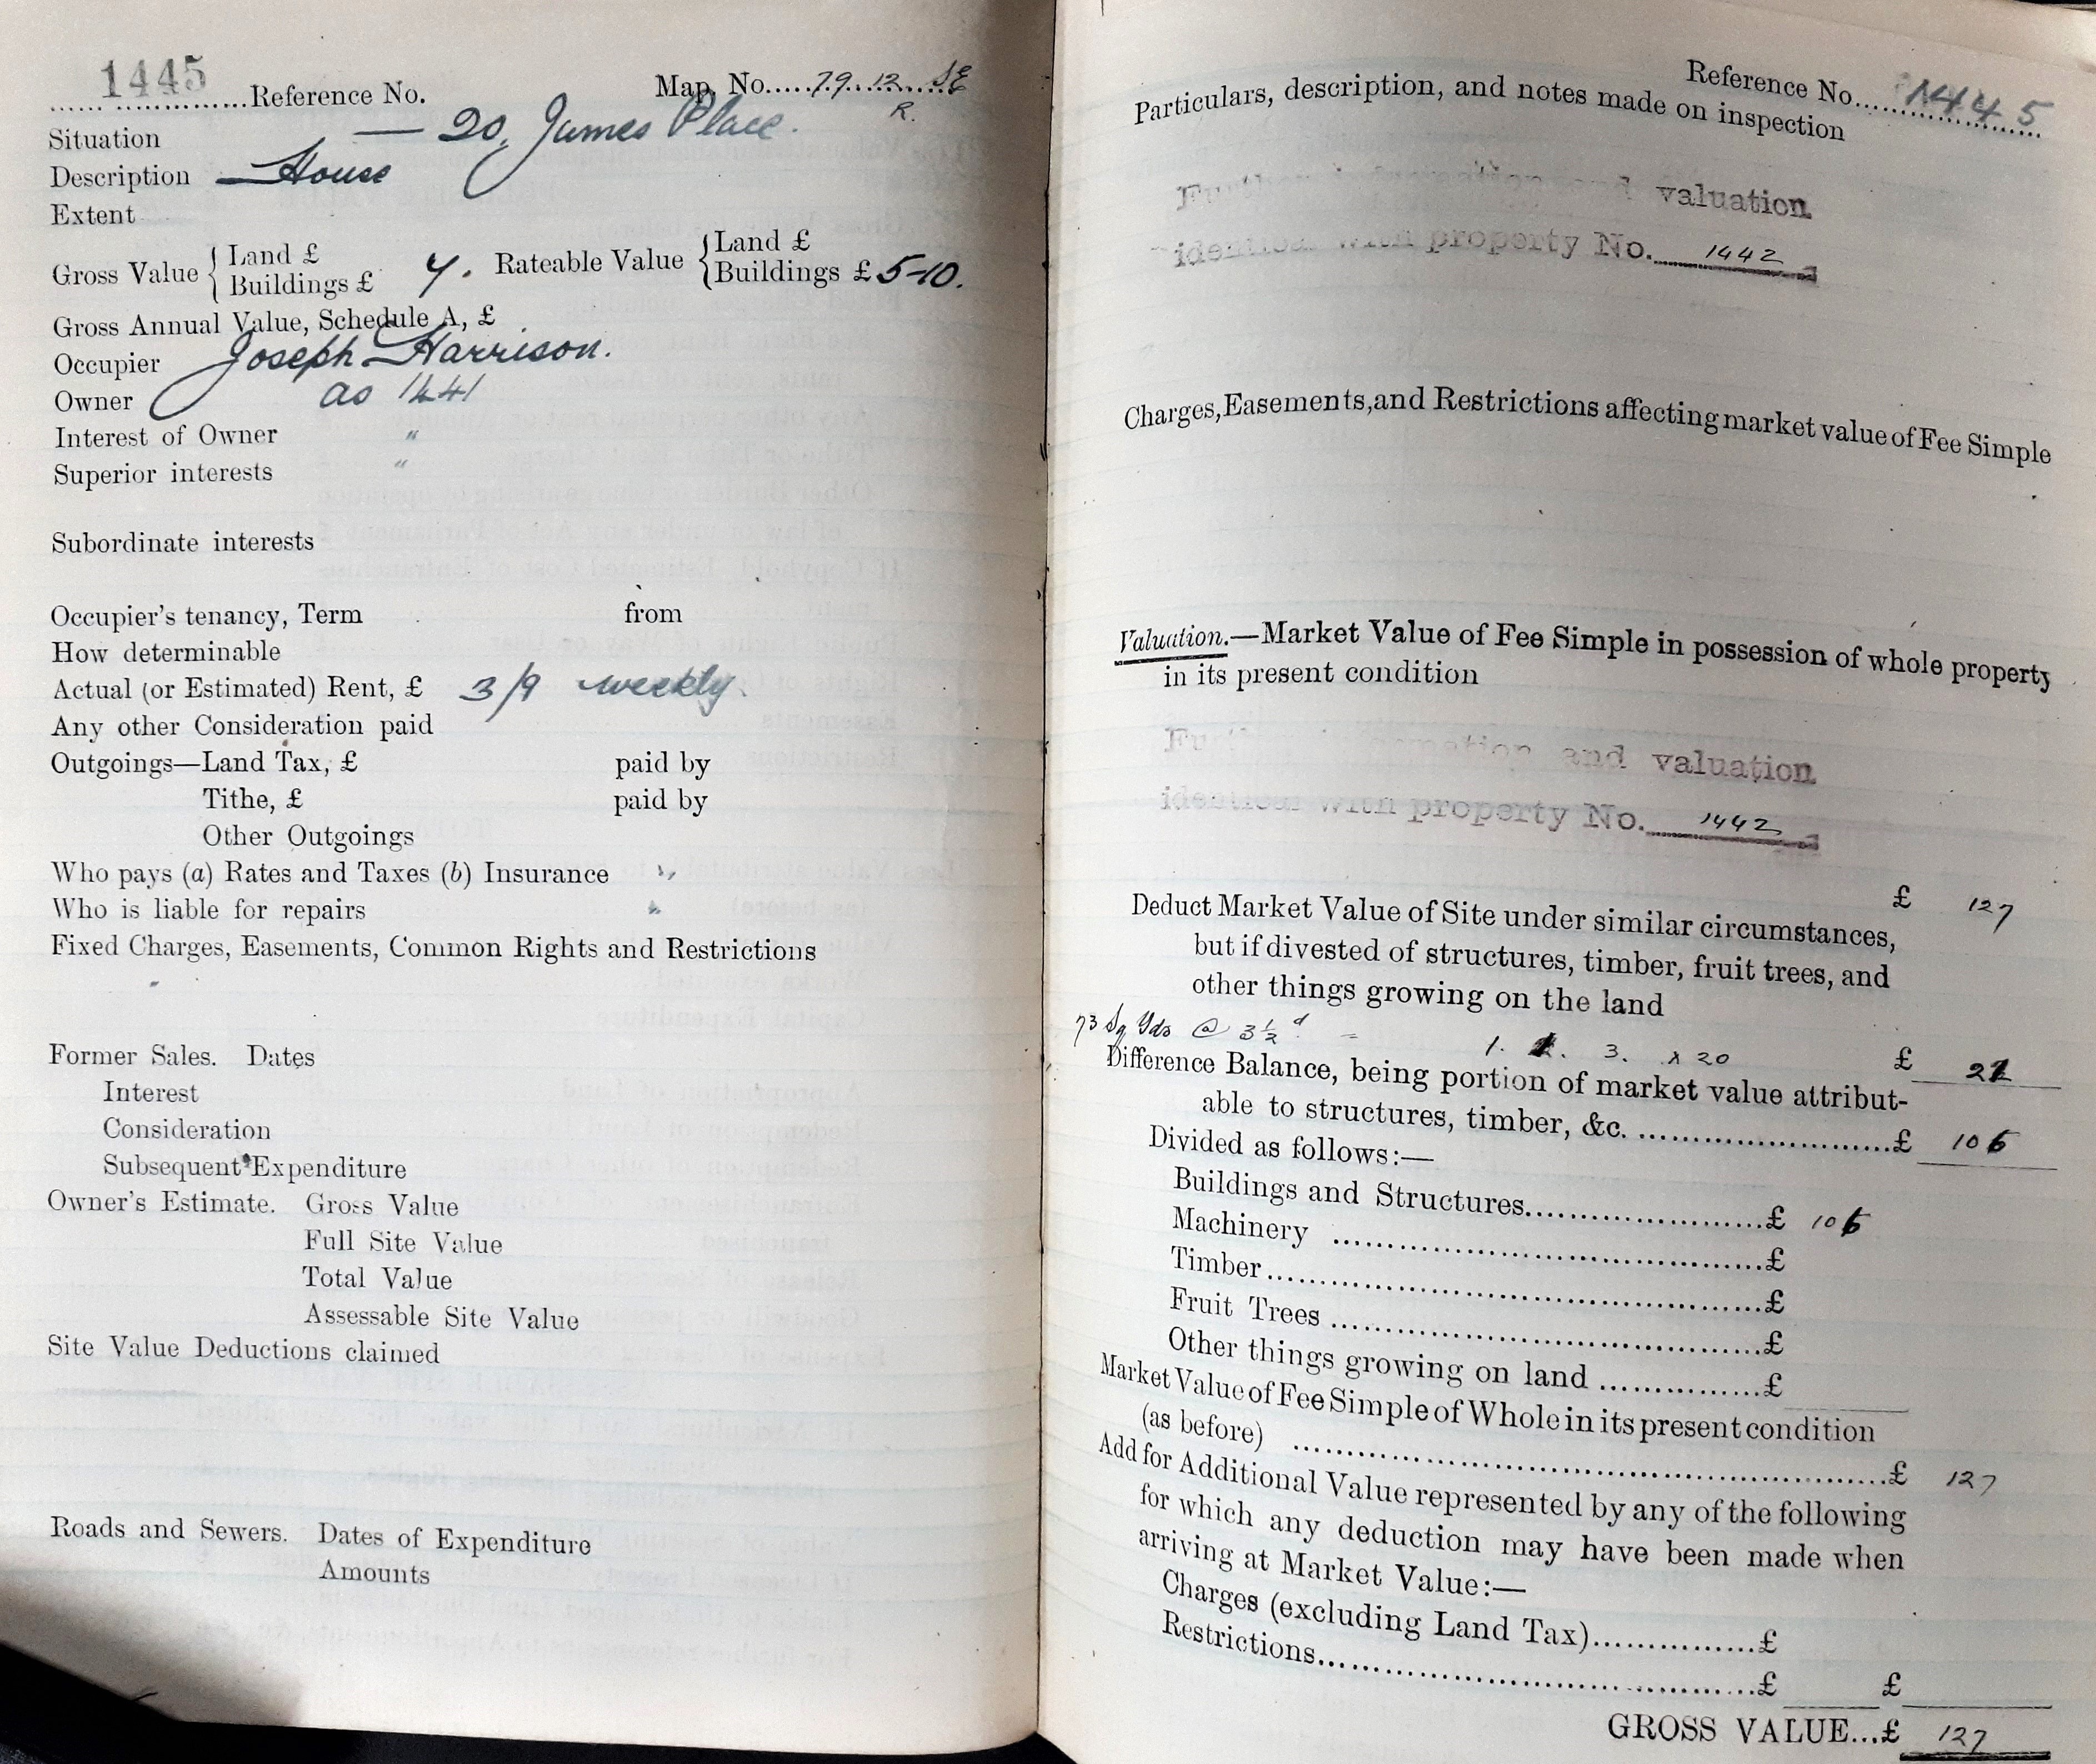 1445 Reference No. Map. No. 79. 12. SE
R.
Situation — 20, James Place.
Description House
Extent
Gross Value { Land £
Buildings £ 7. Rateable Value { Land £
Buildings £ 5-10.
Gross Annual Value, Schedule A, £
Occupier Joseph Harrison.
Owner as 1441
Interest of Owner "
Superior interests "
Subordinate interests
Occupier's tenancy, Term from
How determinable
Actual (or Estimated) Rent, £ 3/9 weekly.
Any other Consideration paid
Outgoings—Land Tax, £ paid by
Tithe, £ paid by
Other Outgoings
Who pays (a) Rates and Taxes (b) Insurance "
Who is liable for repairs "
Fixed Charges, Easements, Common Rights and Restrictions
Former Sales. Dates
Interest
Consideration
Subsequent Expenditure
Owner's Estimate. Gross Value
Full Site Value
Total Value
Assessable Site Value
Site Value Deductions claimed
Roads and Sewers. Dates of Expenditure
Amounts
Reference No. 1445
Particulars, description, and notes made on inspection
Further information and valuation
identical with property No. 1442
Charges, Easements, and Restrictions affecting market value of Fee Simple
Valuation.—Market Value of Fee Simple in possession of whole property
in its present condition
Further information and valuation
identical with property No. 1442
£ 127
Deduct Market Value of Site under similar circumstances,
but if divested of structures, timber, fruit trees, and
other things growing on the land
73 Sq Yds @ 3½d = 1. 1. 3. x 20 £ 21
Difference Balance, being portion of market value attribut-
able to structures, timber, &c. £ 106
Divided as follows:—
Buildings and Structures £ 106
Machinery £
Timber £
Fruit Trees £
Other things growing on land £
Market Value of Fee Simple of Whole in its present condition
(as before) £ 127
Add for Additional Value represented by any of the following
for which any deduction may have been made when
arriving at Market Value:—
Charges (excluding Land Tax) £
Restrictions £ £
GROSS VALUE...£ 127